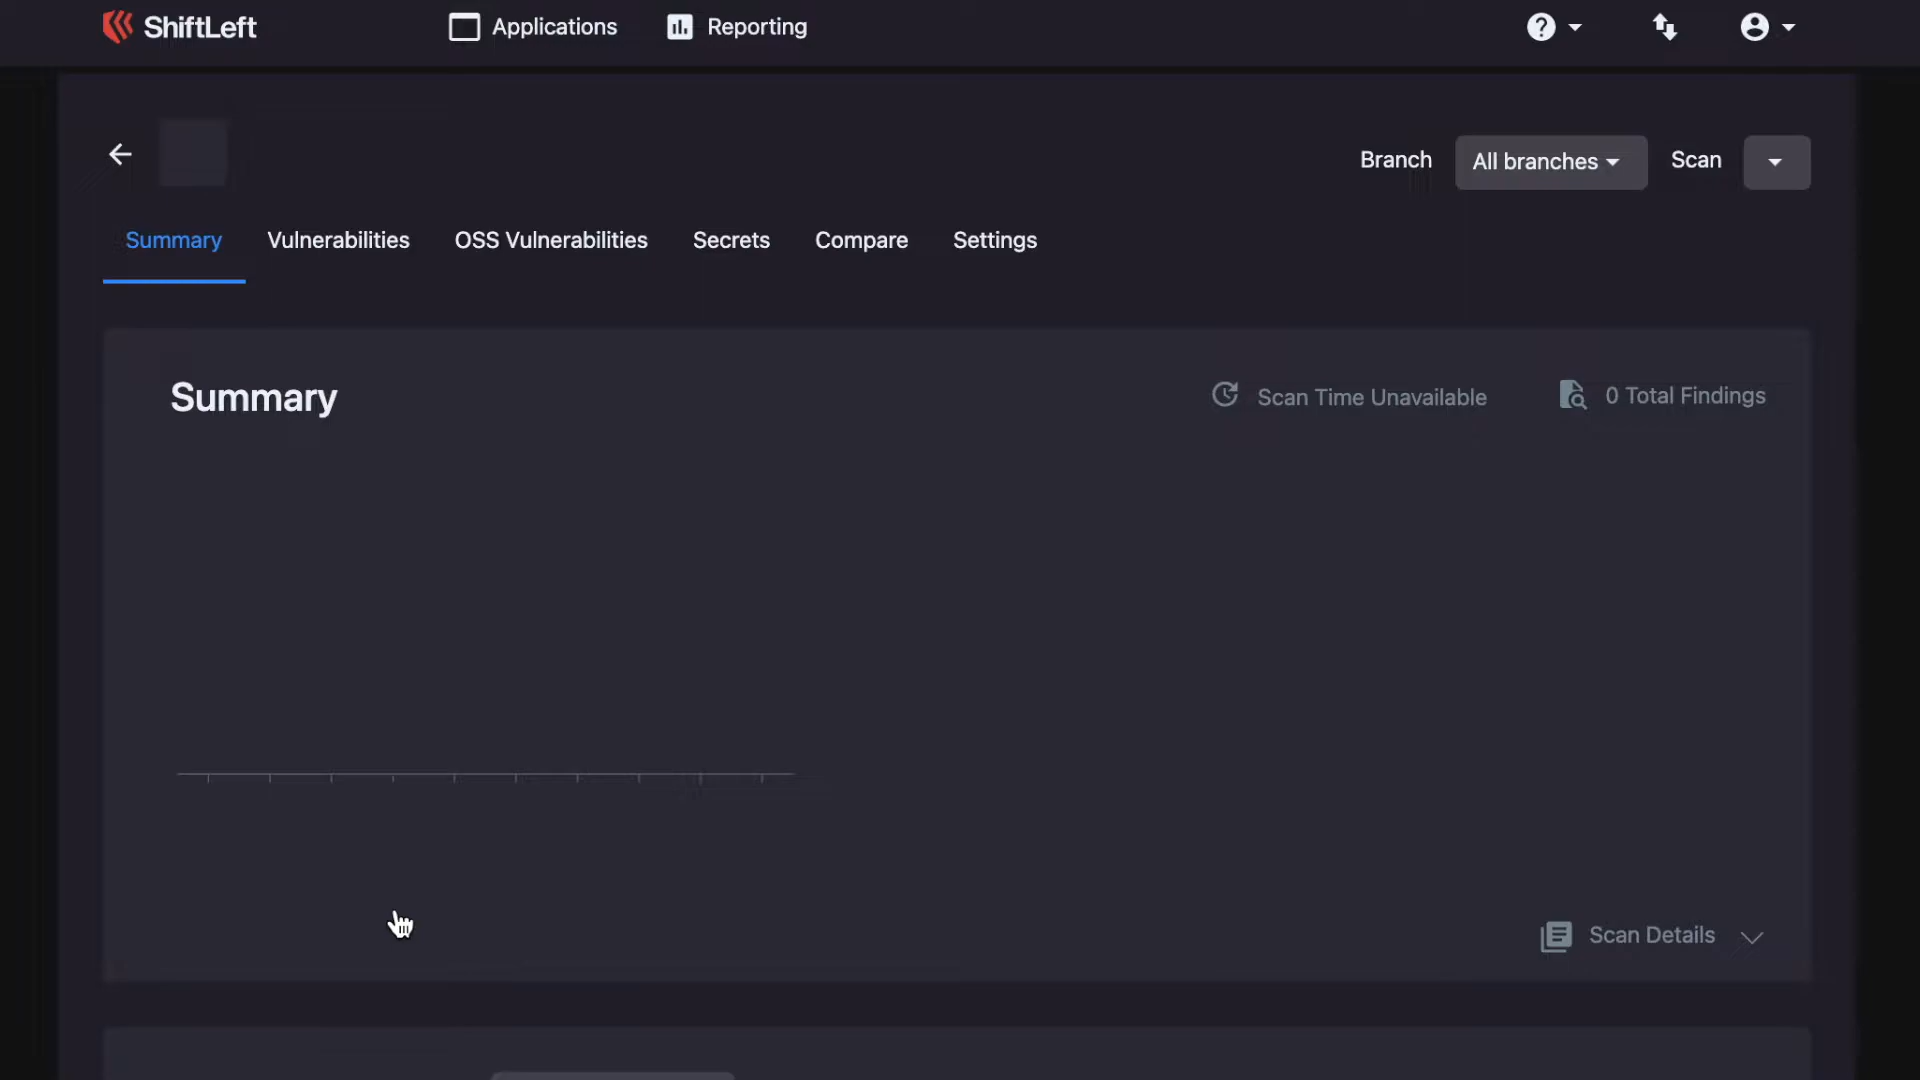 ShiftLeft
Applications
Reporting
Branch
All branches
Scan
Summary
Vulnerabilities
OSS Vulnerabilities
Secrets
Compare
Settings
Summary
Scan Time Unavailable
0 Total Findings
Scan Details